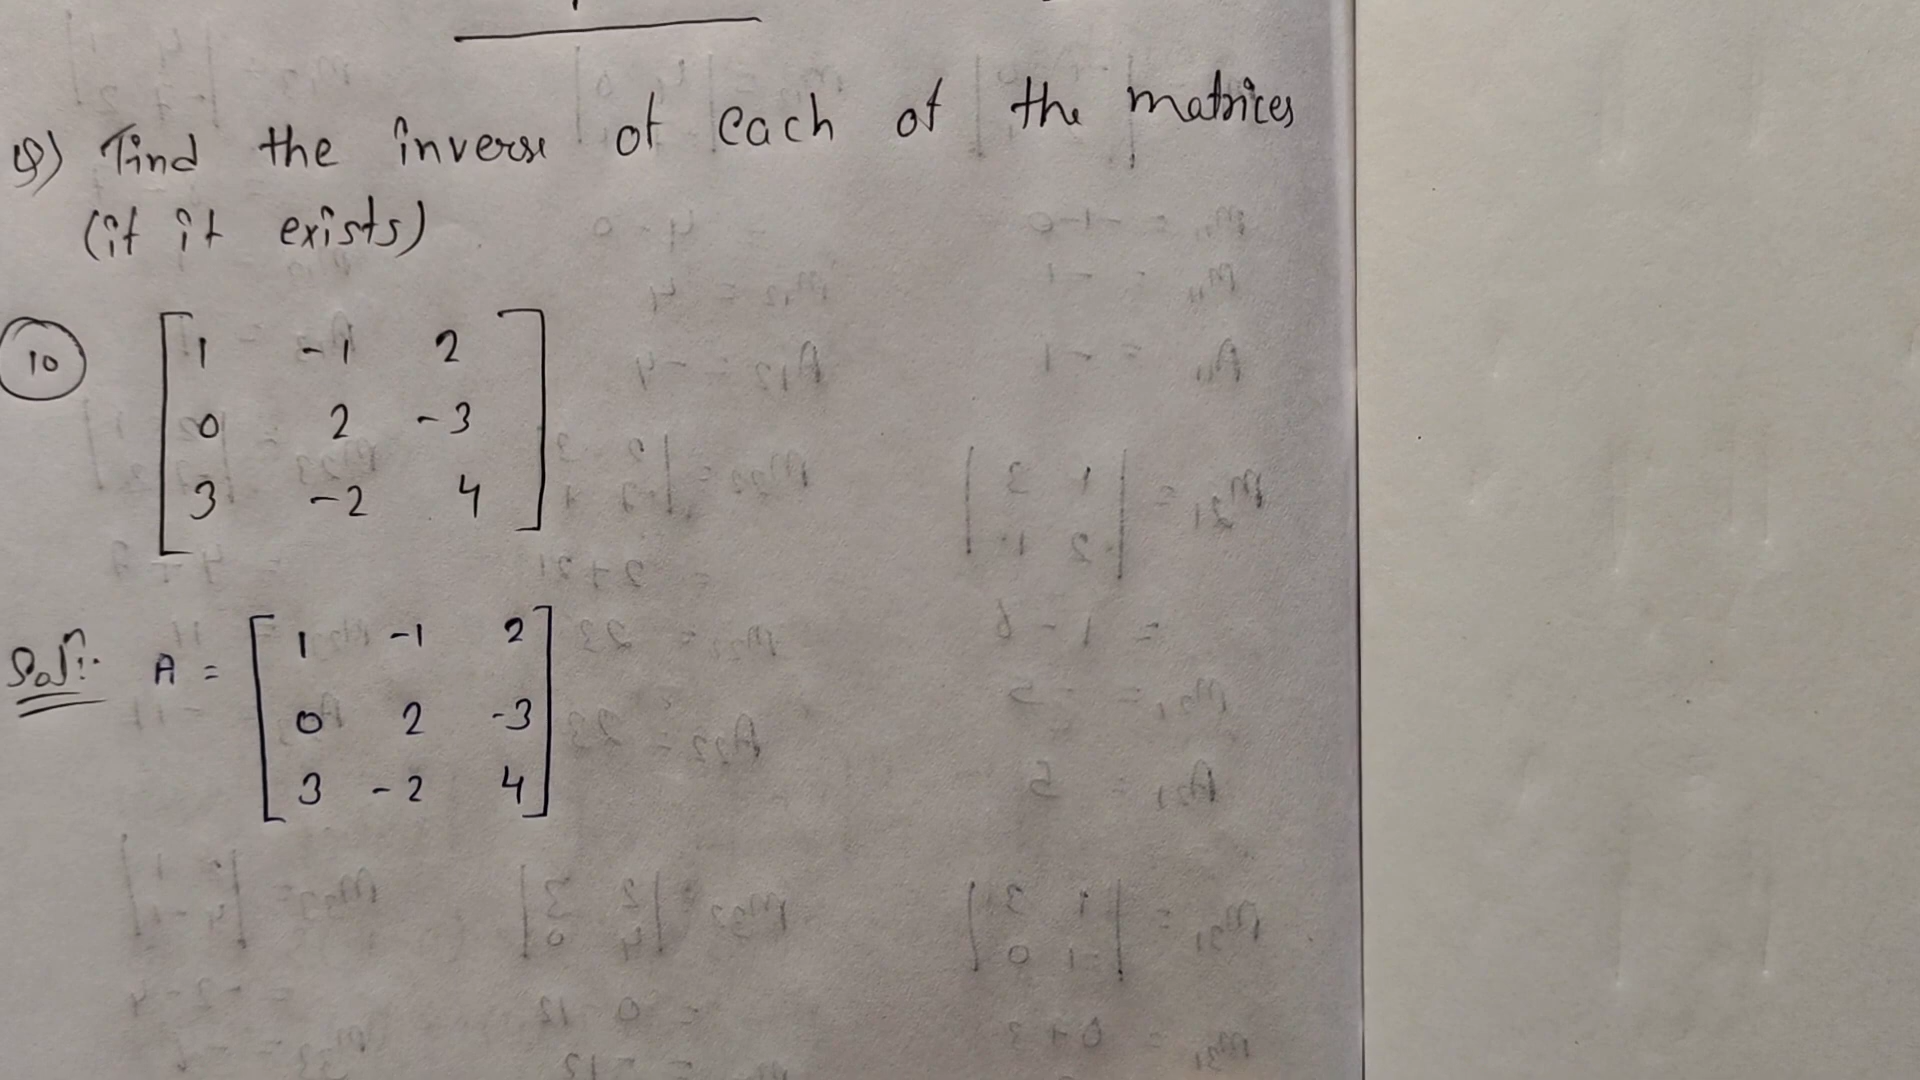 Q) Find the inverse of each of the matrices
(if it exists)
10
1 -1 2
0 2 -3
3 -2 4
Soln:- A = 1 -1 2
0 2 -3
3 -2 4